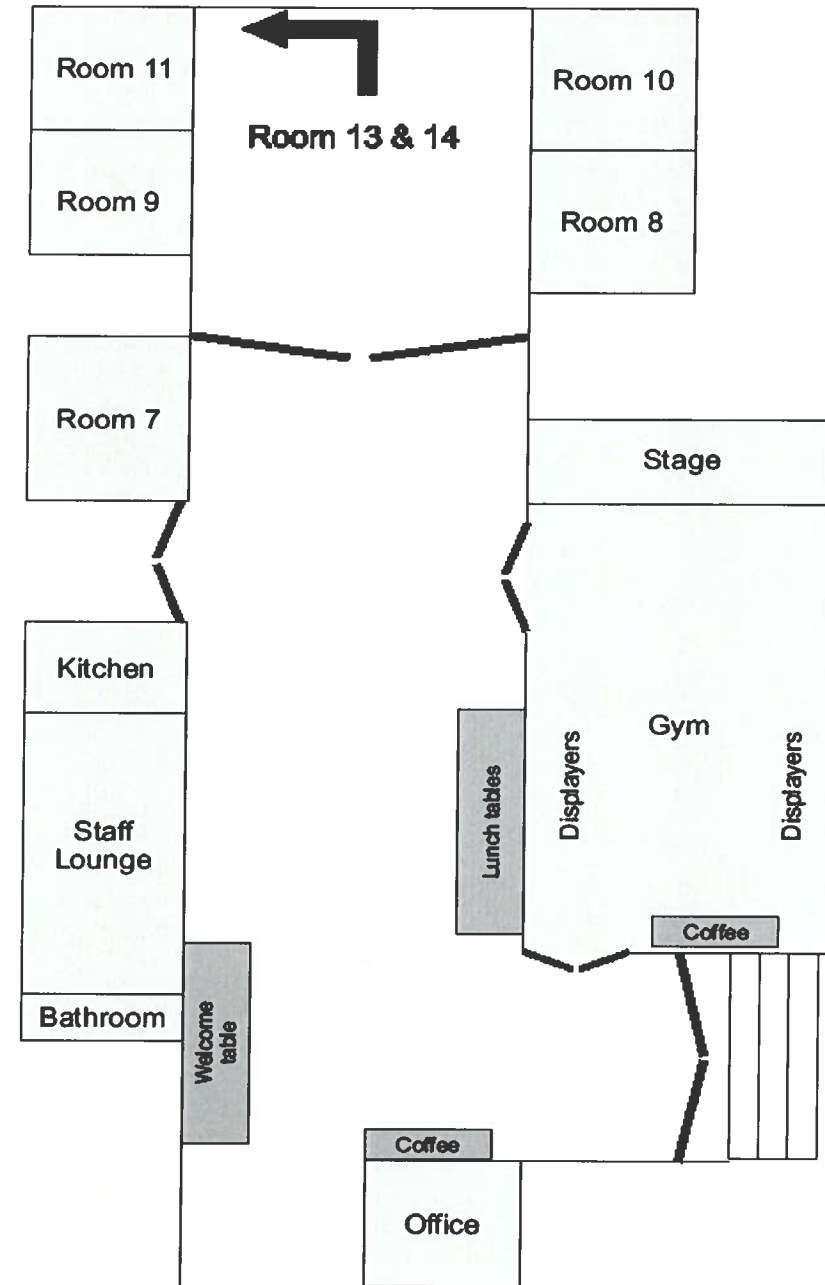 Room 11
Room 10
Room 13 & 14
Room 9
Room 8
Room 7
Stage
Kitchen
Gym
Displayers
Displayers
Lunch tables
Staff
Lounge
Coffee
Bathroom
Welcome
table
Coffee
Office